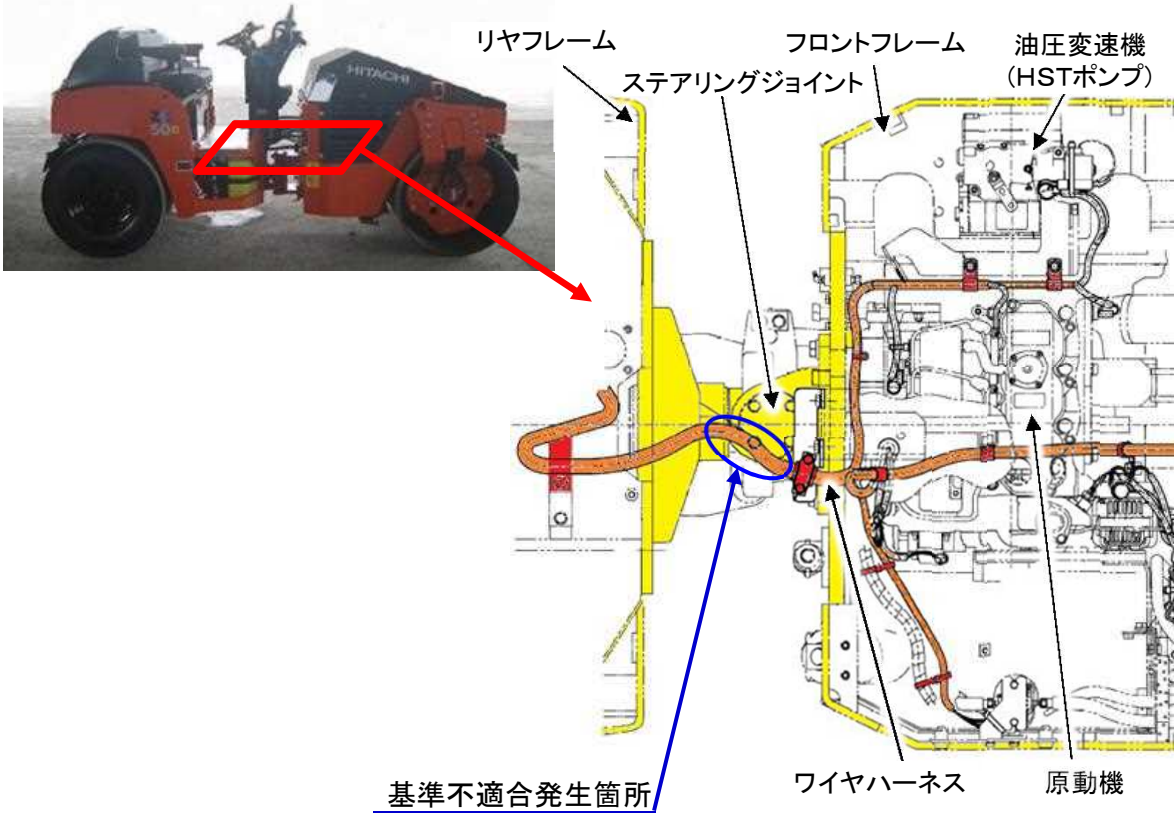 リヤフレーム
フロントフレーム
油圧変速機
(HSTポンプ)
ステアリングジョイント
HITACHI
50
基準不適合発生箇所
ワイヤハーネス
原動機